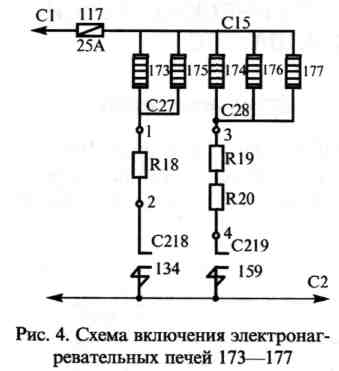 C1 117 C15
25A
173 175 174 176 177
C27 C28
1 3
R18 R19
2 R20
4
C218 C219
134 159
C2
Рис. 4. Схема включения электронаг-
ревательных печей 173—177